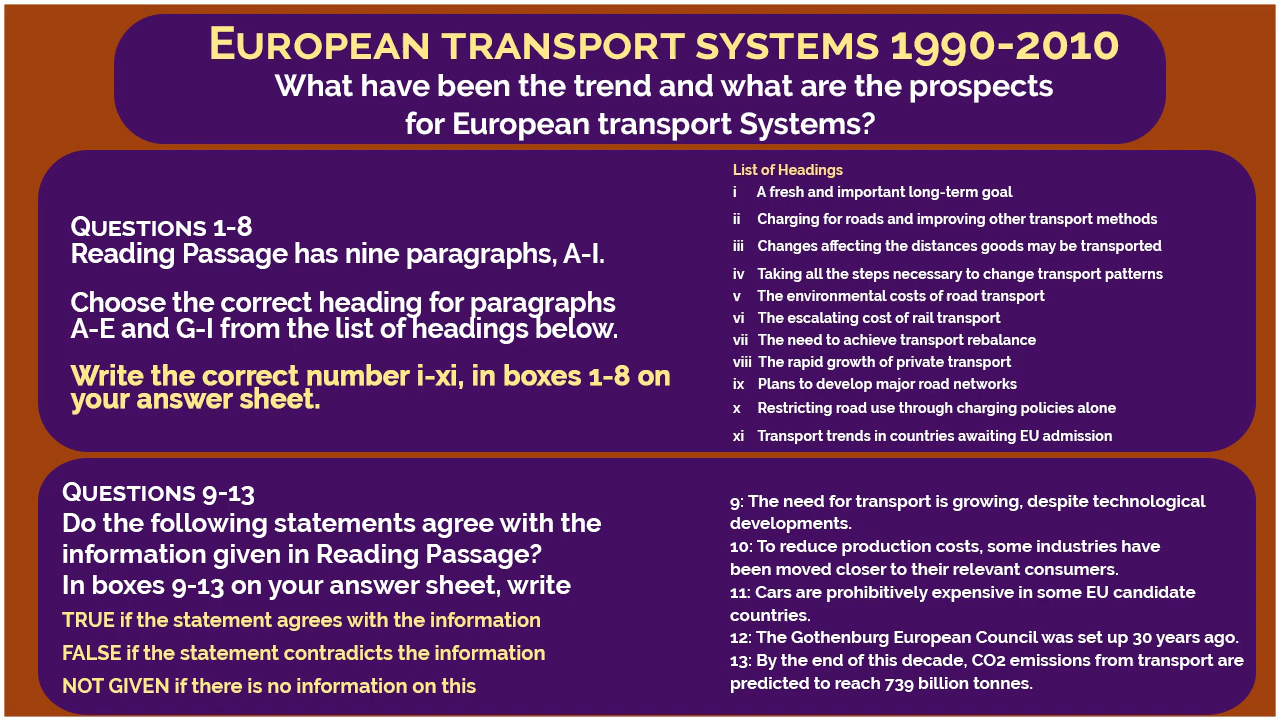 EUROPEAN TRANSPORT SYSTEMS 1990-2010
What have been the trend and what are the prospects
for European transport Systems?
QUESTIONS 1-8
Reading Passage has nine paragraphs, A-I.
Choose the correct heading for paragraphs
A-E and G-I from the list of headings below.
Write the correct number i-xi, in boxes 1-8 on
your answer sheet.
List of Headings
i A fresh and important long-term goal
ii Charging for roads and improving other transport methods
iii Changes affecting the distances goods may be transported
iv Taking all the steps necessary to change transport patterns
v The environmental costs of road transport
vi The escalating cost of rail transport
vii The need to achieve transport rebalance
viii The rapid growth of private transport
ix Plans to develop major road networks
x Restricting road use through charging policies alone
xi Transport trends in countries awaiting EU admission
QUESTIONS 9-13
Do the following statements agree with the
information given in Reading Passage?
In boxes 9-13 on your answer sheet, write
TRUE if the statement agrees with the information
FALSE if the statement contradicts the information
NOT GIVEN if there is no information on this
9: The need for transport is growing, despite technological
developments.
10: To reduce production costs, some industries have
been moved closer to their relevant consumers.
11: Cars are prohibitively expensive in some EU candidate
countries.
12: The Gothenburg European Council was set up 30 years ago.
13: By the end of this decade, CO2 emissions from transport are
predicted to reach 739 billion tonnes.